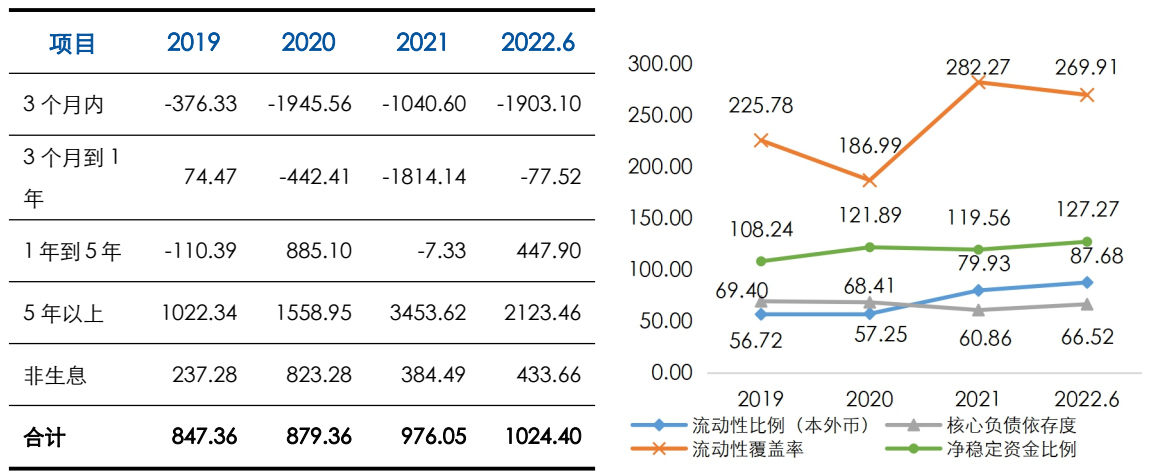 项目 2019 2020 2021 2022.6
3 个月内 -376.33 -1945.56 -1040.60 -1903.10
3 个月到 1
年 74.47 -442.41 -1814.14 -77.52
1 年到 5 年 -110.39 885.10 -7.33 447.90
5 年以上 1022.34 1558.95 3453.62 2123.46
非生息 237.28 823.28 384.49 433.66
合计 847.36 879.36 976.05 1024.40
300.00
250.00
200.00
150.00
100.00
50.00
0.00
225.78 186.99 282.27 269.91
108.24 121.89 119.56 127.27
69.40 68.41 79.93 87.68
56.72 57.25 60.86 66.52
2019 2020 2021 2022.6
流动性比例（本外币） 核心负债依存度
流动性覆盖率 净稳定资金比例